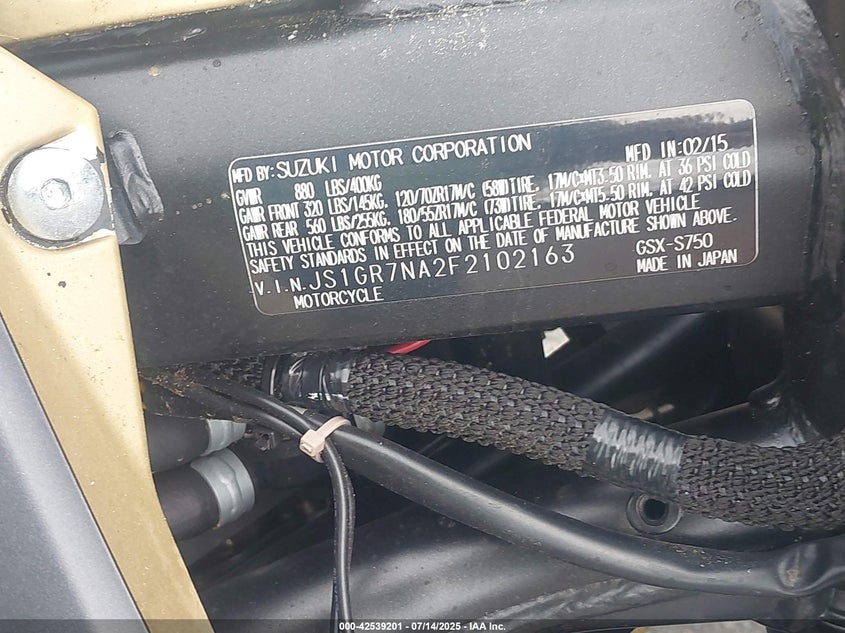 MFD BY:SUZUKI MOTOR CORPORATION MFD IN:02/15
GVWR 880 LBS/400KG
GAWR FRONT 320 LBS/145KG. 120/70ZR17M/C (58W)TIRE. 17M/C×MT3.50 RIM. AT 36 PSI COLD
GAWR REAR 560 LBS/255KG. 180/55ZR17M/C (73W)TIRE. 17M/C×MT5.50 RIM. AT 42 PSI COLD
THIS VEHICLE CONFORMS TO ALL APPLICABLE FEDERAL MOTOR VEHICLE
SAFETY STANDARDS IN EFFECT ON THE DATE OF MANUFACTURE SHOWN ABOVE.
V.I.N.JS1GR7NA2F2102163 GSX-S750
MOTORCYCLE MADE IN JAPAN
000-42539201 - 07/14/2025 - IAA Inc.